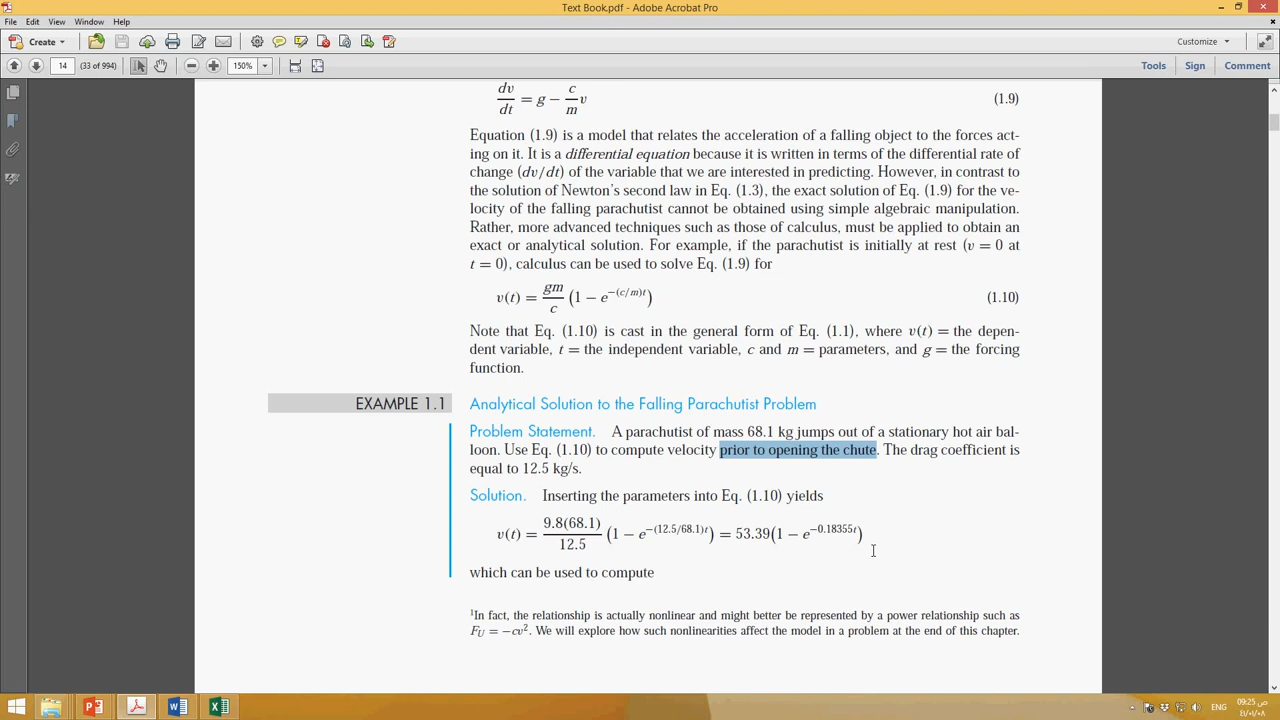 Text Book.pdf - Adobe Acrobat Pro
File Edit View Window Help
Create
Customize
14 (33 of 994) 150% Tools Sign Comment
dv/dt = g − c/m v (1.9)
Equation (1.9) is a model that relates the acceleration of a falling object to the forces act-
ing on it. It is a differential equation because it is written in terms of the differential rate of
change (dv/dt) of the variable that we are interested in predicting. However, in contrast to
the solution of Newton's second law in Eq. (1.3), the exact solution of Eq. (1.9) for the ve-
locity of the falling parachutist cannot be obtained using simple algebraic manipulation.
Rather, more advanced techniques such as those of calculus, must be applied to obtain an
exact or analytical solution. For example, if the parachutist is initially at rest (v = 0 at
t = 0), calculus can be used to solve Eq. (1.9) for
v(t) = gm/c (1 − e^−(c/m)t) (1.10)
Note that Eq. (1.10) is cast in the general form of Eq. (1.1), where v(t) = the depen-
dent variable, t = the independent variable, c and m = parameters, and g = the forcing
function.
EXAMPLE 1.1 Analytical Solution to the Falling Parachutist Problem
Problem Statement. A parachutist of mass 68.1 kg jumps out of a stationary hot air bal-
loon. Use Eq. (1.10) to compute velocity prior to opening the chute. The drag coefficient is
equal to 12.5 kg/s.
Solution. Inserting the parameters into Eq. (1.10) yields
v(t) = 9.8(68.1)/12.5 (1 − e^−(12.5/68.1)t) = 53.39(1 − e^−0.18355t)
which can be used to compute
¹In fact, the relationship is actually nonlinear and might better be represented by a power relationship such as
F_U = −cv². We will explore how such nonlinearities affect the model in a problem at the end of this chapter.
ENG
09:25 ص